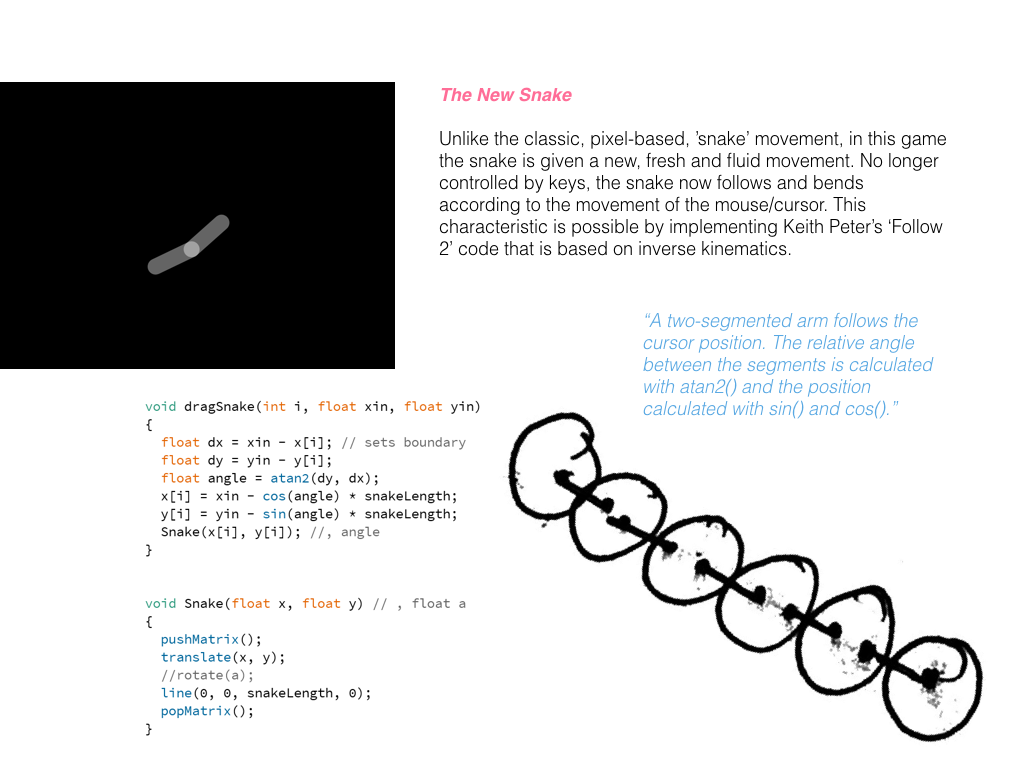 The New Snake
Unlike the classic, pixel-based, ’snake’ movement, in this game
the snake is given a new, fresh and fluid movement. No longer
controlled by keys, the snake now follows and bends
according to the movement of the mouse/cursor. This
characteristic is possible by implementing Keith Peter’s ‘Follow
2’ code that is based on inverse kinematics.
“A two-segmented arm follows the
cursor position. The relative angle
between the segments is calculated
with atan2() and the position
calculated with sin() and cos().”
void dragSnake(int i, float xin, float yin)
{
  float dx = xin - x[i]; // sets boundary
  float dy = yin - y[i];
  float angle = atan2(dy, dx);
  x[i] = xin - cos(angle) * snakeLength;
  y[i] = yin - sin(angle) * snakeLength;
  Snake(x[i], y[i]); //, angle
}
void Snake(float x, float y) // , float a
{
  pushMatrix();
  translate(x, y);
  //rotate(a);
  line(0, 0, snakeLength, 0);
  popMatrix();
}